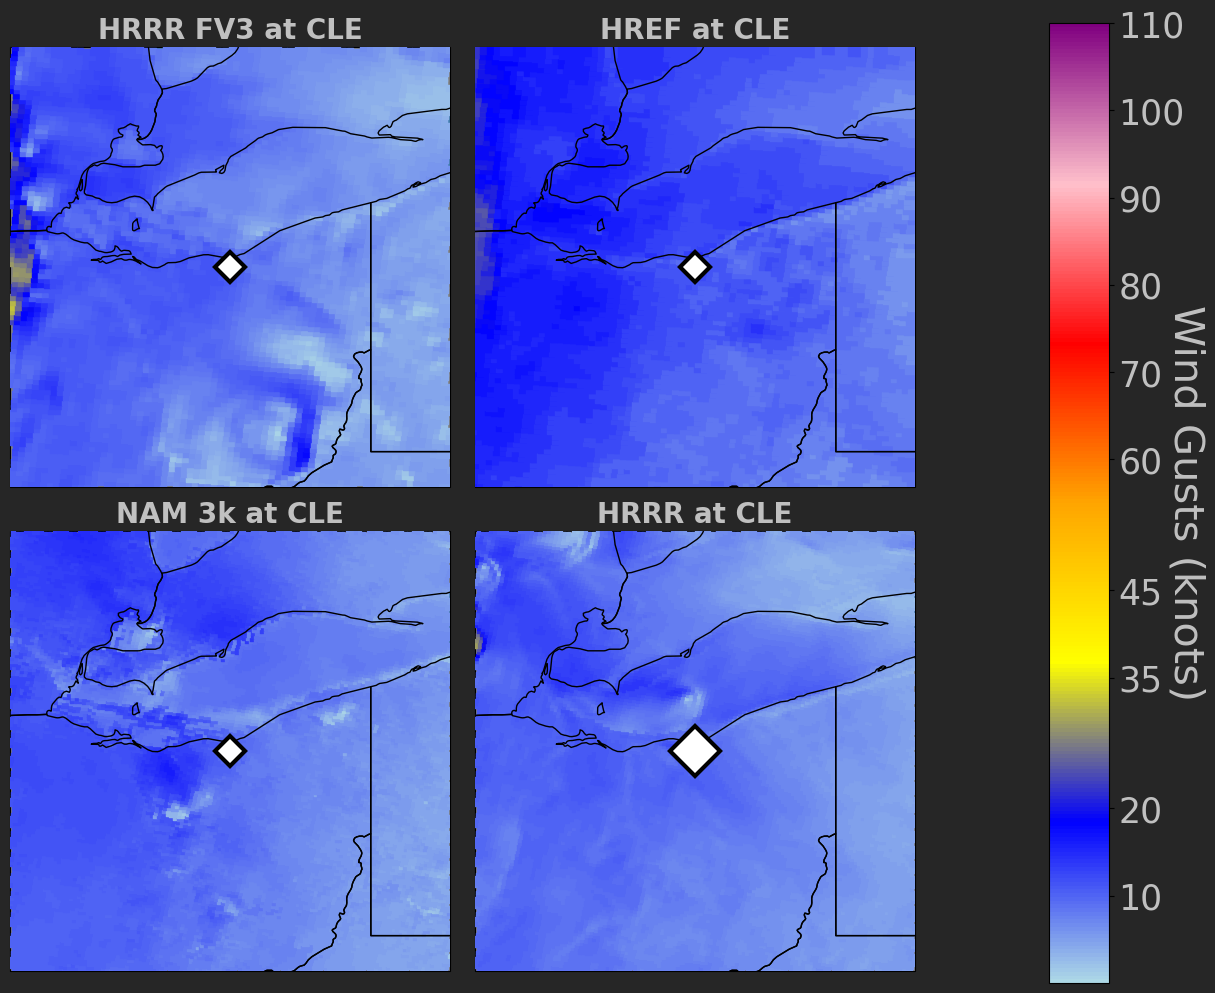 HRRR FV3 at CLE
HREF at CLE
NAM 3k at CLE
HRRR at CLE
110
100
90
80
70
60
45
35
20
10
Wind Gusts (knots)